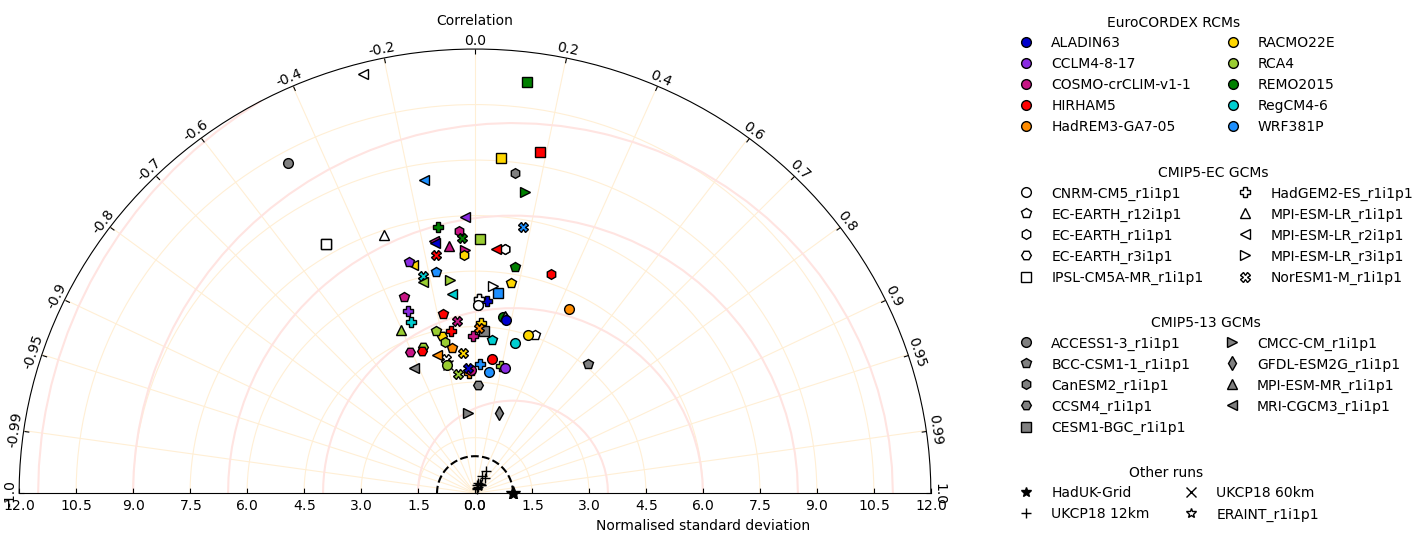 Correlation
-1.0
-0.99
-0.95
-0.9
-0.8
-0.7
-0.6
-0.4
-0.2
0.0
0.2
0.4
0.6
0.7
0.8
0.9
0.95
0.99
1.0
12.0 10.5 9.0 7.5 6.0 4.5 3.0 1.5 0.0 1.5 3.0 4.5 6.0 7.5 9.0 10.5 12.0
Normalised standard deviation
EuroCORDEX RCMs
ALADIN63 RACMO22E
CCLM4-8-17 RCA4
COSMO-crCLIM-v1-1 REMO2015
HIRHAM5 RegCM4-6
HadREM3-GA7-05 WRF381P
CMIP5-EC GCMs
CNRM-CM5_r1i1p1 HadGEM2-ES_r1i1p1
EC-EARTH_r12i1p1 MPI-ESM-LR_r1i1p1
EC-EARTH_r1i1p1 MPI-ESM-LR_r2i1p1
EC-EARTH_r3i1p1 MPI-ESM-LR_r3i1p1
IPSL-CM5A-MR_r1i1p1 NorESM1-M_r1i1p1
CMIP5-13 GCMs
ACCESS1-3_r1i1p1 CMCC-CM_r1i1p1
BCC-CSM1-1_r1i1p1 GFDL-ESM2G_r1i1p1
CanESM2_r1i1p1 MPI-ESM-MR_r1i1p1
CCSM4_r1i1p1 MRI-CGCM3_r1i1p1
CESM1-BGC_r1i1p1
Other runs
HadUK-Grid UKCP18 60km
UKCP18 12km ERAINT_r1i1p1